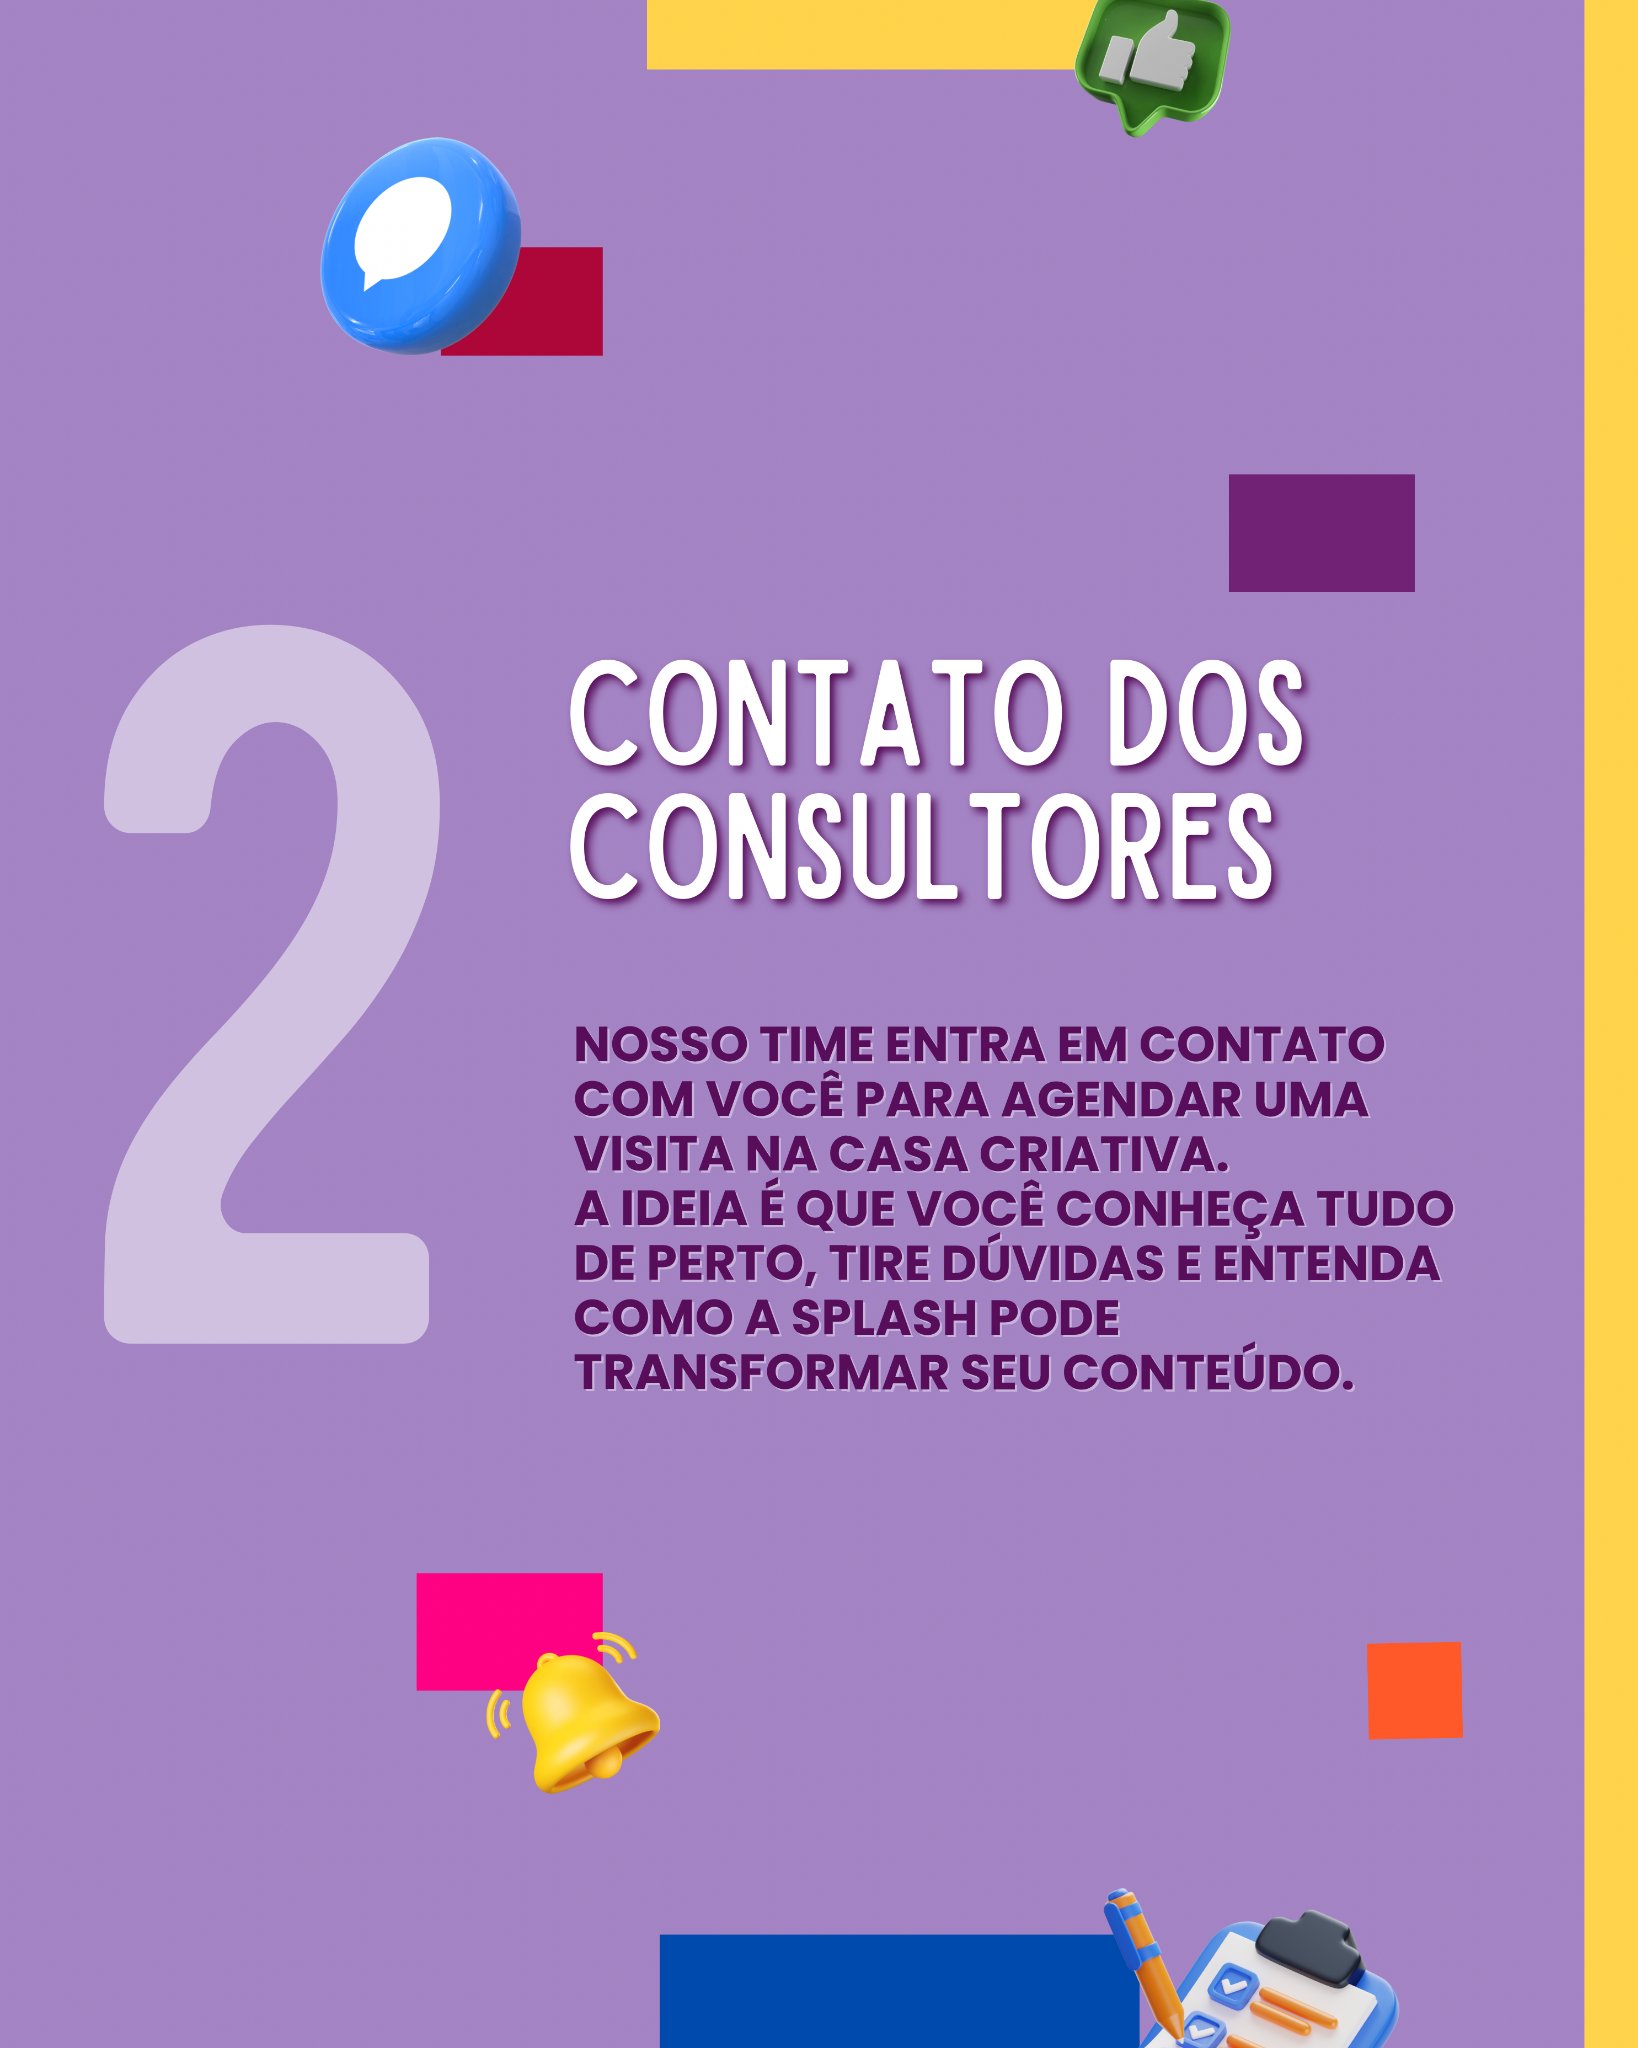 2
CONTATO DOS
CONSULTORES
NOSSO TIME ENTRA EM CONTATO
COM VOCÊ PARA AGENDAR UMA
VISITA NA CASA CRIATIVA.
A IDEIA É QUE VOCÊ CONHEÇA TUDO
DE PERTO, TIRE DÚVIDAS E ENTENDA
COMO A SPLASH PODE
TRANSFORMAR SEU CONTEÚDO.